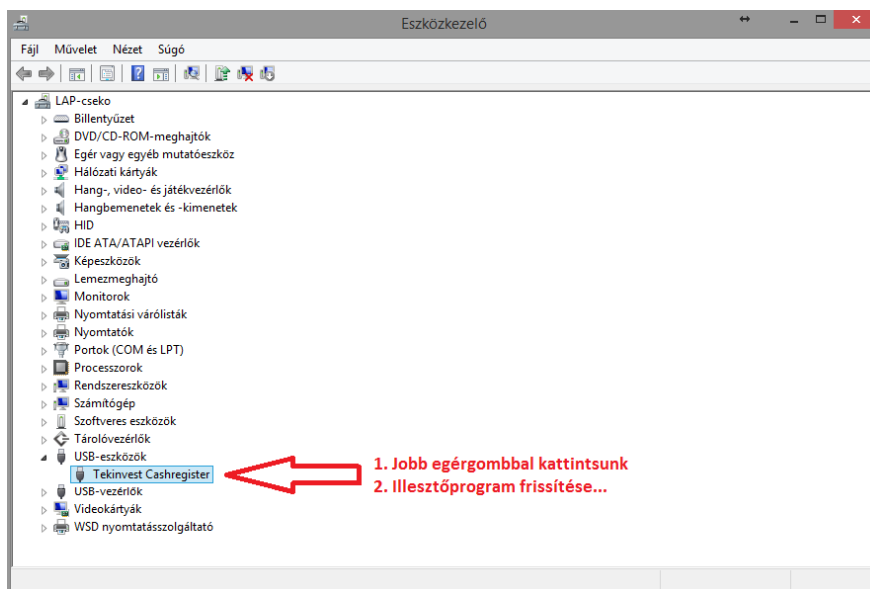 Eszközkezelő
Fájl Művelet Nézet Súgó
LAP-cseko
Billentyűzet
DVD/CD-ROM-meghajtók
Egér vagy egyéb mutatóeszköz
Hálózati kártyák
Hang-, video- és játékvezérlők
Hangbemenetek és -kimenetek
HID
IDE ATA/ATAPI vezérlők
Képeszközök
Lemezmeghajtó
Monitorok
Nyomtatási várólisták
Nyomtatók
Portok (COM és LPT)
Processzorok
Rendszereszközök
Számítógép
Szoftveres eszközök
Tárolóvezérlők
USB-eszközök
Tekinvest Cashregister
USB-vezérlők
Videokártyák
WSD nyomtatásszolgáltató
1. Jobb egérgombbal kattintsunk
2. Illesztőprogram frissítése...